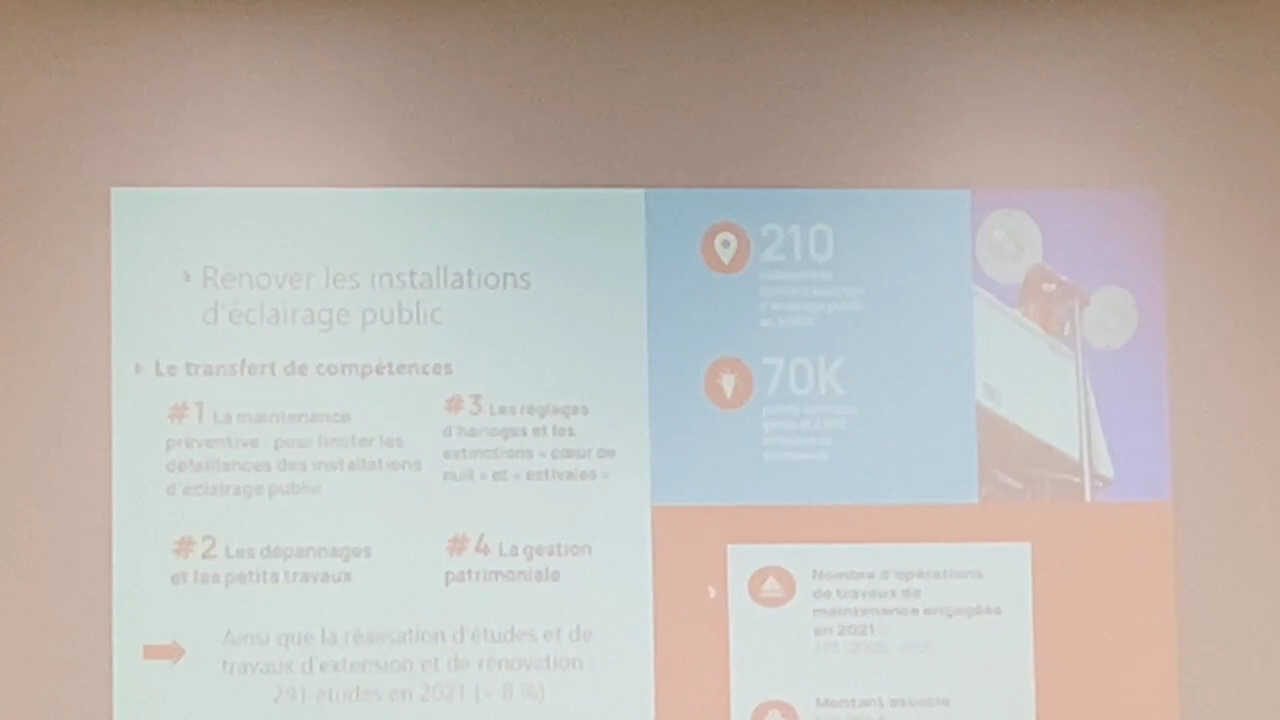 Rénover les installations
d'éclairage public
Le transfert de compétences
#1 La maintenance
préventive : pour limiter les
défaillances des installations
d'éclairage public
#2 Les dépannages
et les petits travaux
#3 Les réglages
d'horloges et les
extinctions « cœur de
nuit » et « estivales »
#4 La gestion
patrimoniale
Ainsi que la réalisation d'études et de
travaux d'extension et de rénovation :
291 études en 2021 (- 8 %)
210
70K
Nombre d'opérations
de travaux de
maintenance engagées
en 2021
Montant associé